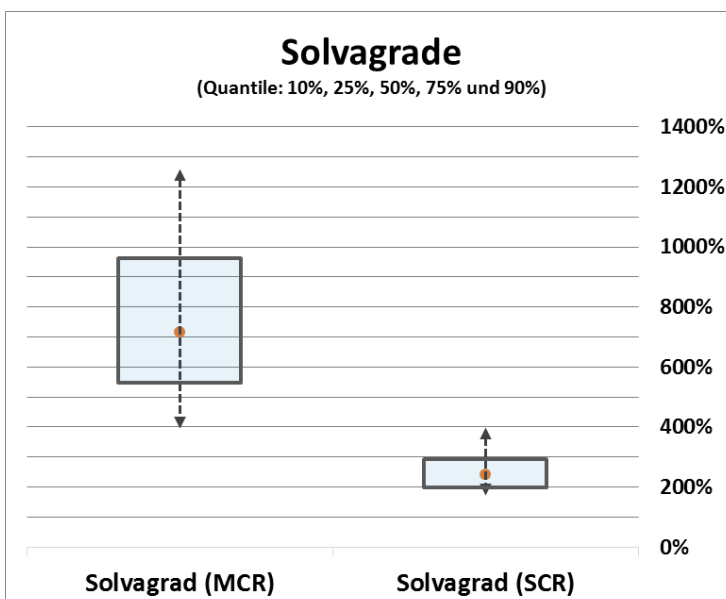 Solvagrade
(Quantile: 10%, 25%, 50%, 75% und 90%)
1400%
1200%
1000%
800%
600%
400%
200%
0%
Solvagrad (MCR) Solvagrad (SCR)